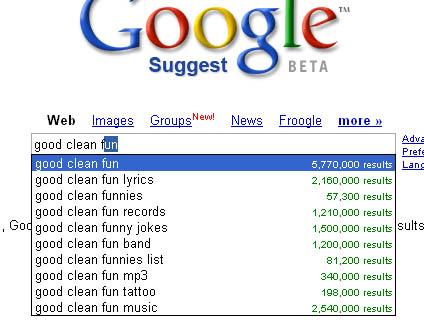 Google™
Suggest BETA
Web Images Groups New! News Froogle more »
good clean fun
Adva
Prefe
Lang
good clean fun 5,770,000 results
good clean fun lyrics 2,160,000 results
good clean funnies 57,300 results
good clean fun records 1,210,000 results
good clean funny jokes 1,500,000 results
, Goo sults
good clean fun band 1,200,000 results
good clean funnies list 81,200 results
good clean fun mp3 340,000 results
good clean fun tattoo 198,000 results
good clean fun music 2,540,000 results